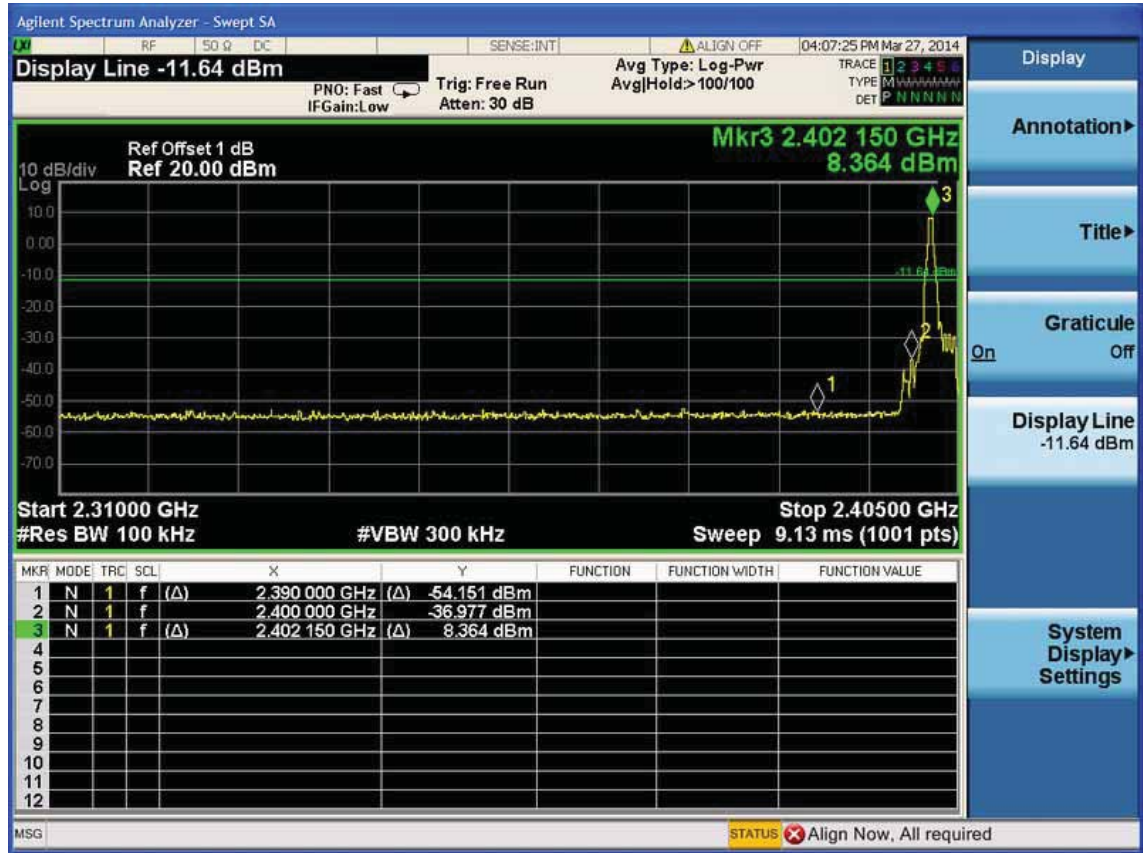 Agilent Spectrum Analyzer - Swept SA
LXI RF 50 Ω DC SENSE:INT ALIGN OFF 04:07:25 PM Mar 27, 2014
Display Line -11.64 dBm
PNO: Fast
IFGain:Low
Trig: Free Run
Atten: 30 dB
Avg Type: Log-Pwr
Avg|Hold:>100/100
TRACE 1 2 3 4 5 6
TYPE M
DET P N N N N N
Mkr3 2.402 150 GHz
8.364 dBm
Ref Offset 1 dB
10 dB/div Ref 20.00 dBm
Log
10.0
0.00
-10.0
-20.0
-30.0
-40.0
-50.0
-60.0
-70.0
3
-11.64 dBm
2
1
Start 2.31000 GHz Stop 2.40500 GHz
#Res BW 100 kHz #VBW 300 kHz Sweep 9.13 ms (1001 pts)
MKR MODE TRC SCL X Y FUNCTION FUNCTION WIDTH FUNCTION VALUE
1 N 1 f (Δ) 2.390 000 GHz (Δ) -54.151 dBm
2 N 1 f 2.400 000 GHz -36.977 dBm
3 N 1 f (Δ) 2.402 150 GHz (Δ) 8.364 dBm
4
5
6
7
8
9
10
11
12
MSG STATUS Align Now, All required
Display
Annotation
Title
Graticule
On Off
Display Line
-11.64 dBm
System
Display
Settings